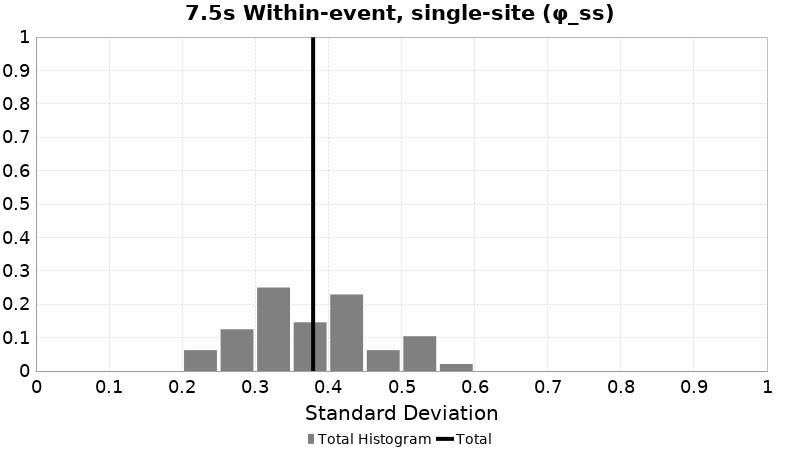 7.5s Within-event, single-site (φ_ss)
1
0.9
0.8
0.7
0.6
0.5
0.4
0.3
0.2
0.1
0
0 0.1 0.2 0.3 0.4 0.5 0.6 0.7 0.8 0.9 1
Standard Deviation
Total Histogram Total